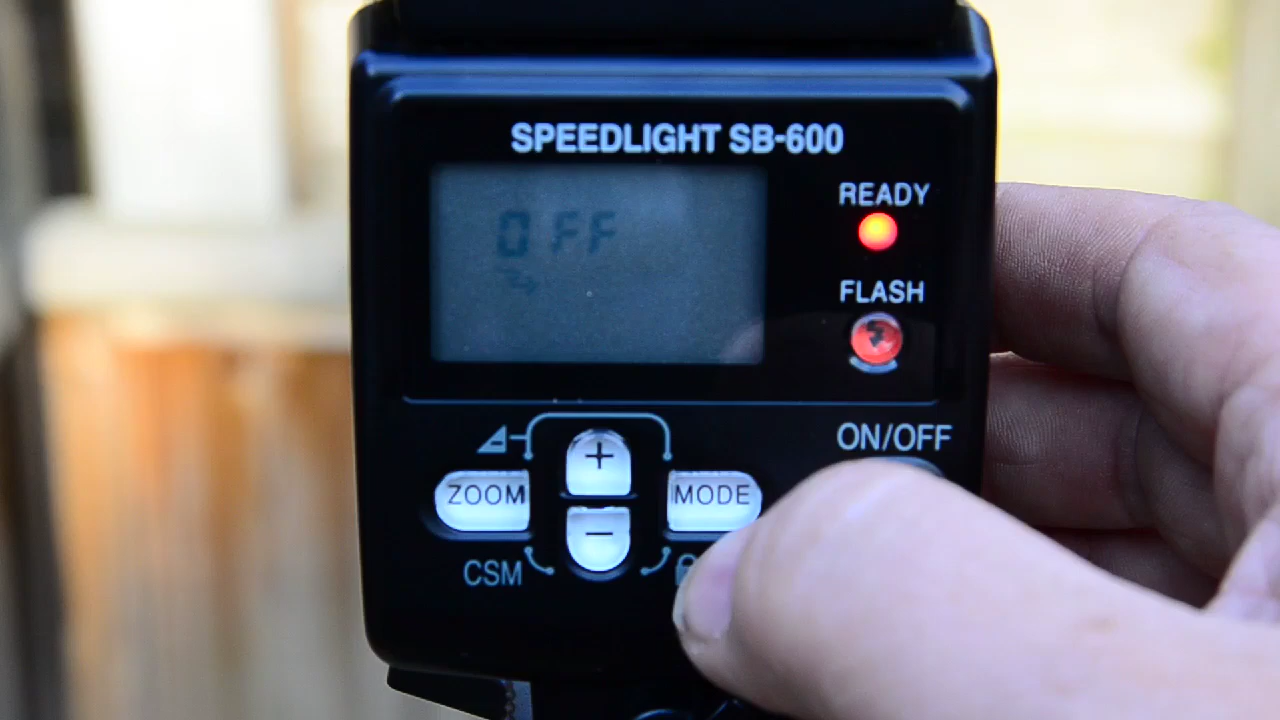 SPEEDLIGHT SB-600
OFF
READY
FLASH
ON/OFF
+
ZOOM
MODE
−
CSM